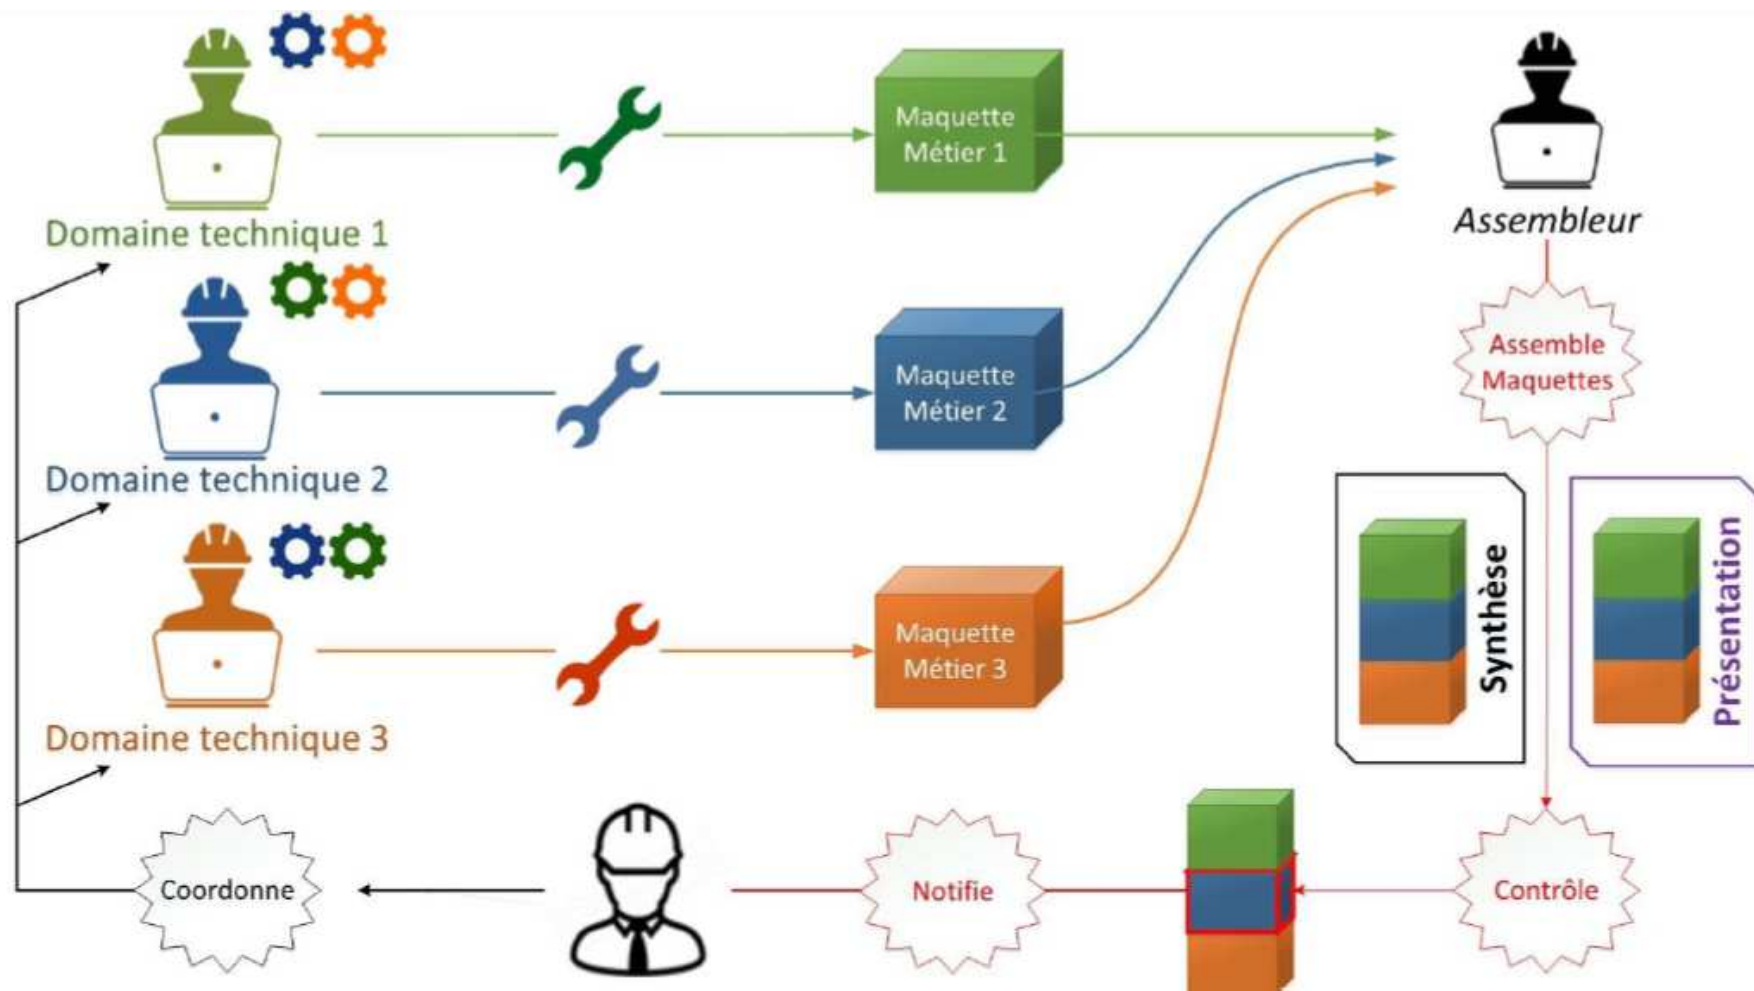 Domaine technique 1
Maquette
Métier 1
Assembleur
Domaine technique 2
Maquette
Métier 2
Assemble
Maquettes
Domaine technique 3
Maquette
Métier 3
Synthèse
Présentation
Coordonne
Notifie
Contrôle